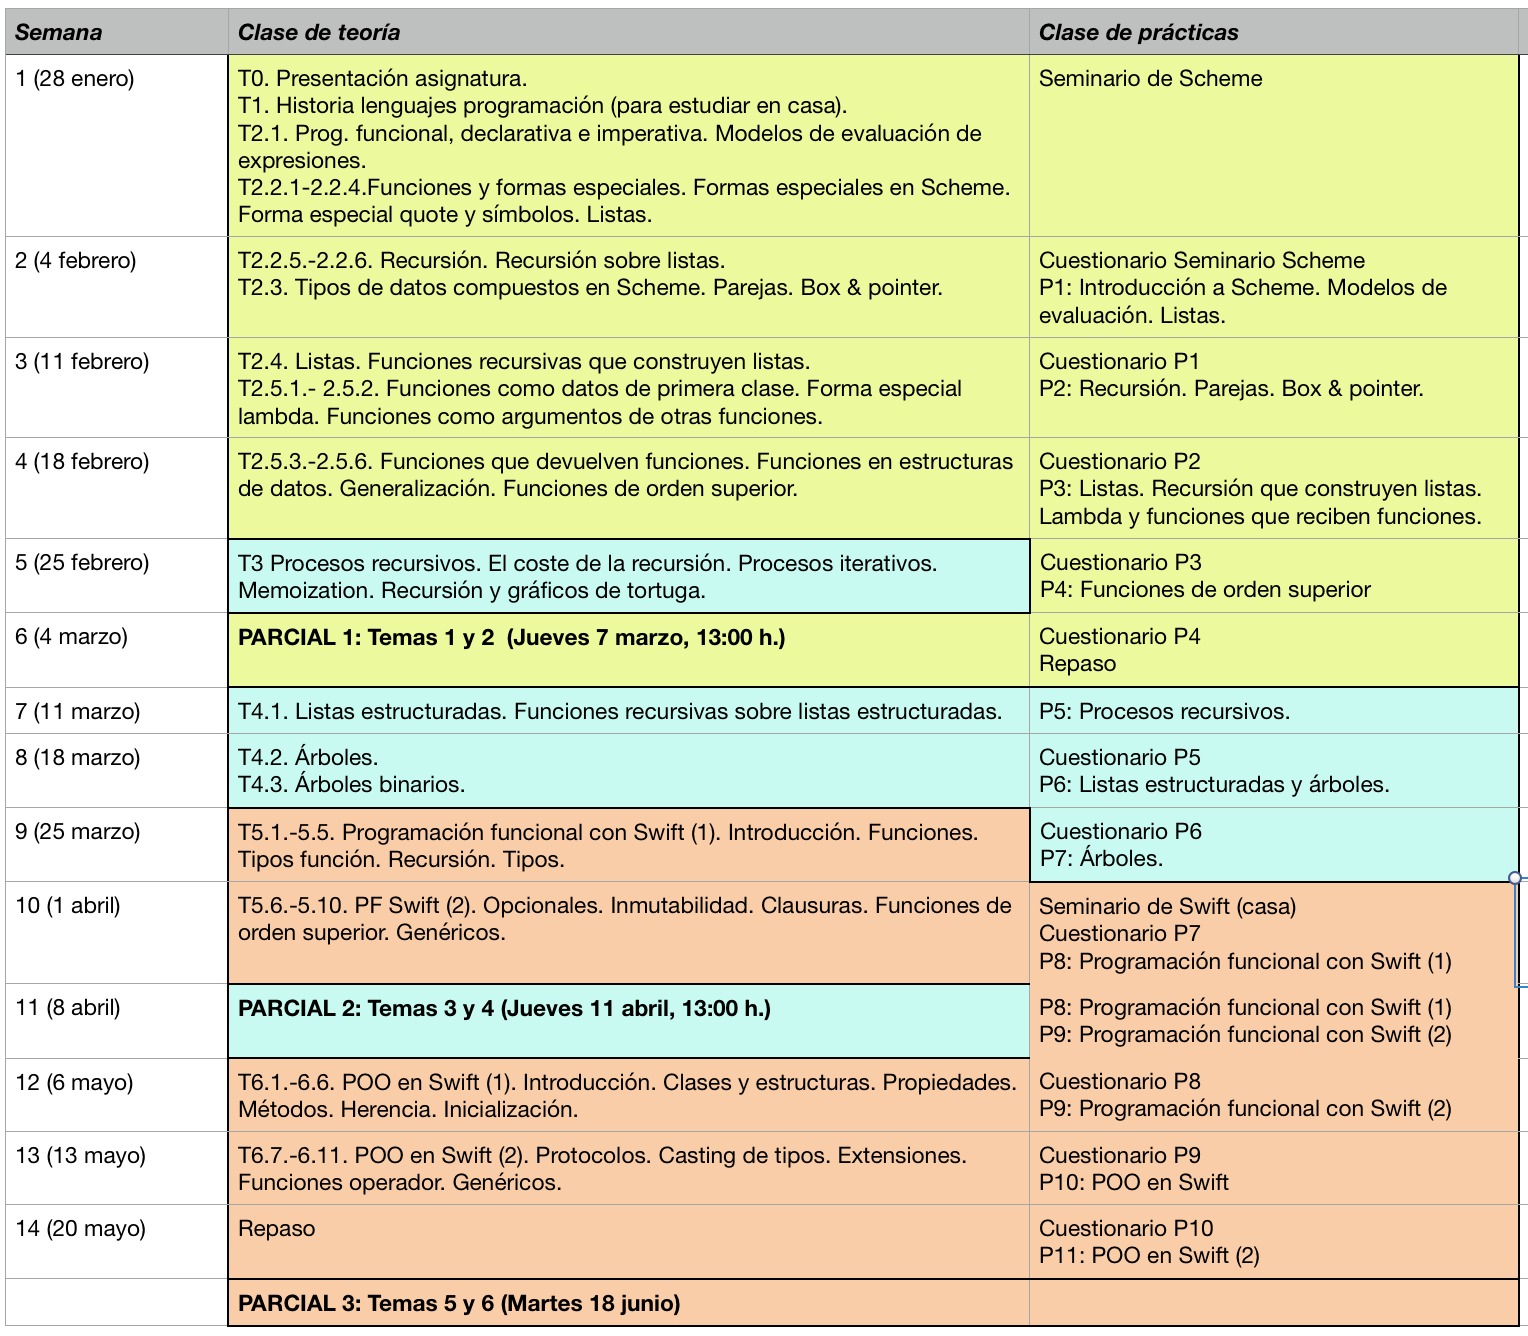 Semana
Clase de teoría
Clase de prácticas
1 (28 enero)
T0. Presentación asignatura.
T1. Historia lenguajes programación (para estudiar en casa).
T2.1. Prog. funcional, declarativa e imperativa. Modelos de evaluación de
expresiones.
T2.2.1-2.2.4.Funciones y formas especiales. Formas especiales en Scheme.
Forma especial quote y símbolos. Listas.
Seminario de Scheme
2 (4 febrero)
T2.2.5.-2.2.6. Recursión. Recursión sobre listas.
T2.3. Tipos de datos compuestos en Scheme. Parejas. Box & pointer.
Cuestionario Seminario Scheme
P1: Introducción a Scheme. Modelos de
evaluación. Listas.
3 (11 febrero)
T2.4. Listas. Funciones recursivas que construyen listas.
T2.5.1.- 2.5.2. Funciones como datos de primera clase. Forma especial
lambda. Funciones como argumentos de otras funciones.
Cuestionario P1
P2: Recursión. Parejas. Box & pointer.
4 (18 febrero)
T2.5.3.-2.5.6. Funciones que devuelven funciones. Funciones en estructuras
de datos. Generalización. Funciones de orden superior.
Cuestionario P2
P3: Listas. Recursión que construyen listas.
Lambda y funciones que reciben funciones.
5 (25 febrero)
T3 Procesos recursivos. El coste de la recursión. Procesos iterativos.
Memoization. Recursión y gráficos de tortuga.
Cuestionario P3
P4: Funciones de orden superior
6 (4 marzo)
PARCIAL 1: Temas 1 y 2  (Jueves 7 marzo, 13:00 h.)
Cuestionario P4
Repaso
7 (11 marzo)
T4.1. Listas estructuradas. Funciones recursivas sobre listas estructuradas.
P5: Procesos recursivos.
8 (18 marzo)
T4.2. Árboles.
T4.3. Árboles binarios.
Cuestionario P5
P6: Listas estructuradas y árboles.
9 (25 marzo)
T5.1.-5.5. Programación funcional con Swift (1). Introducción. Funciones.
Tipos función. Recursión. Tipos.
Cuestionario P6
P7: Árboles.
10 (1 abril)
T5.6.-5.10. PF Swift (2). Opcionales. Inmutabilidad. Clausuras. Funciones de
orden superior. Genéricos.
Seminario de Swift (casa)
Cuestionario P7
P8: Programación funcional con Swift (1)
11 (8 abril)
PARCIAL 2: Temas 3 y 4 (Jueves 11 abril, 13:00 h.)
P8: Programación funcional con Swift (1)
P9: Programación funcional con Swift (2)
12 (6 mayo)
T6.1.-6.6. POO en Swift (1). Introducción. Clases y estructuras. Propiedades.
Métodos. Herencia. Inicialización.
Cuestionario P8
P9: Programación funcional con Swift (2)
13 (13 mayo)
T6.7.-6.11. POO en Swift (2). Protocolos. Casting de tipos. Extensiones.
Funciones operador. Genéricos.
Cuestionario P9
P10: POO en Swift
14 (20 mayo)
Repaso
Cuestionario P10
P11: POO en Swift (2)
PARCIAL 3: Temas 5 y 6 (Martes 18 junio)